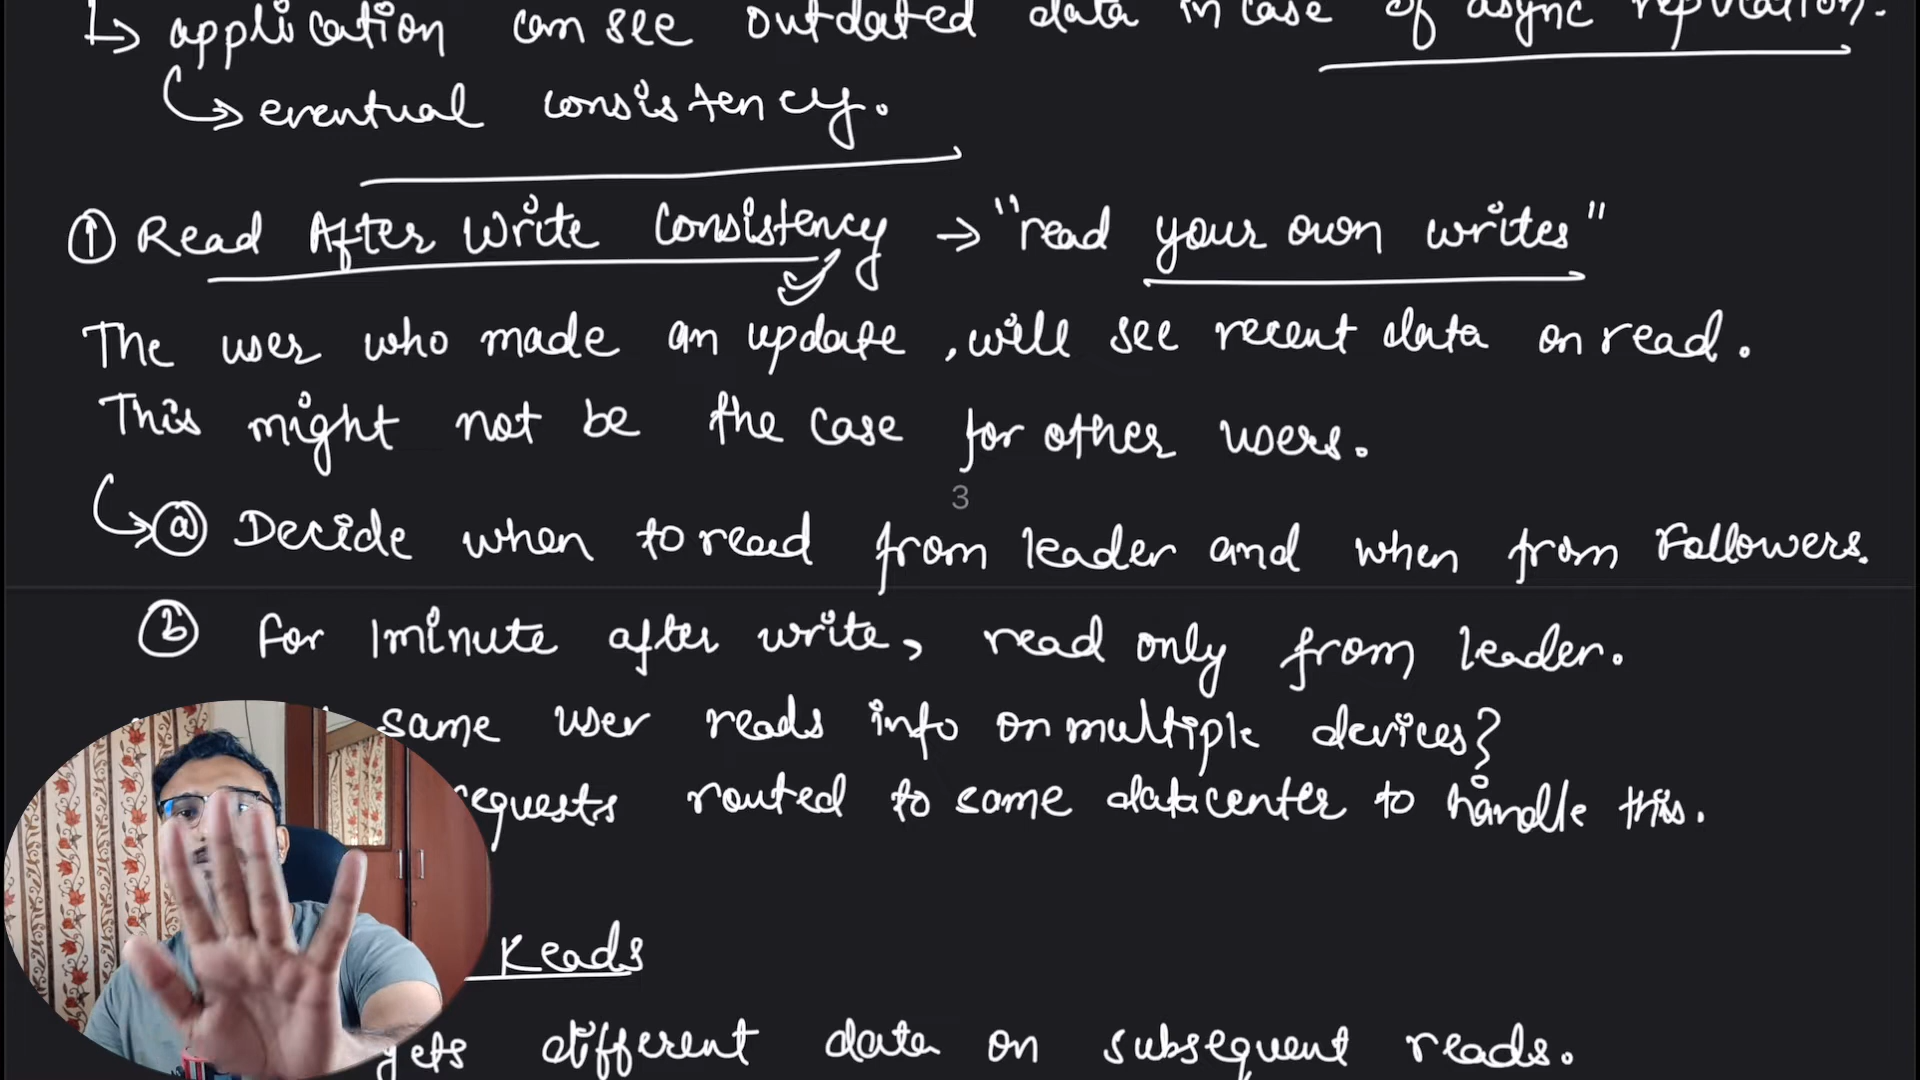 ↳ application can see outdated data in case of async replication.
↳ eventual consistency.
① Read After Write Consistency → "read your own writes"
The user who made an update, will see recent data on read.
This might not be the case for other users.
3
↳ ⓐ Decide when to read from leader and when from followers.
ⓑ For 1 minute after write, read only from leader.
same user reads info on multiple devices?
requests routed to same datacenter to handle this.
Reads
gets different data on subsequent reads.